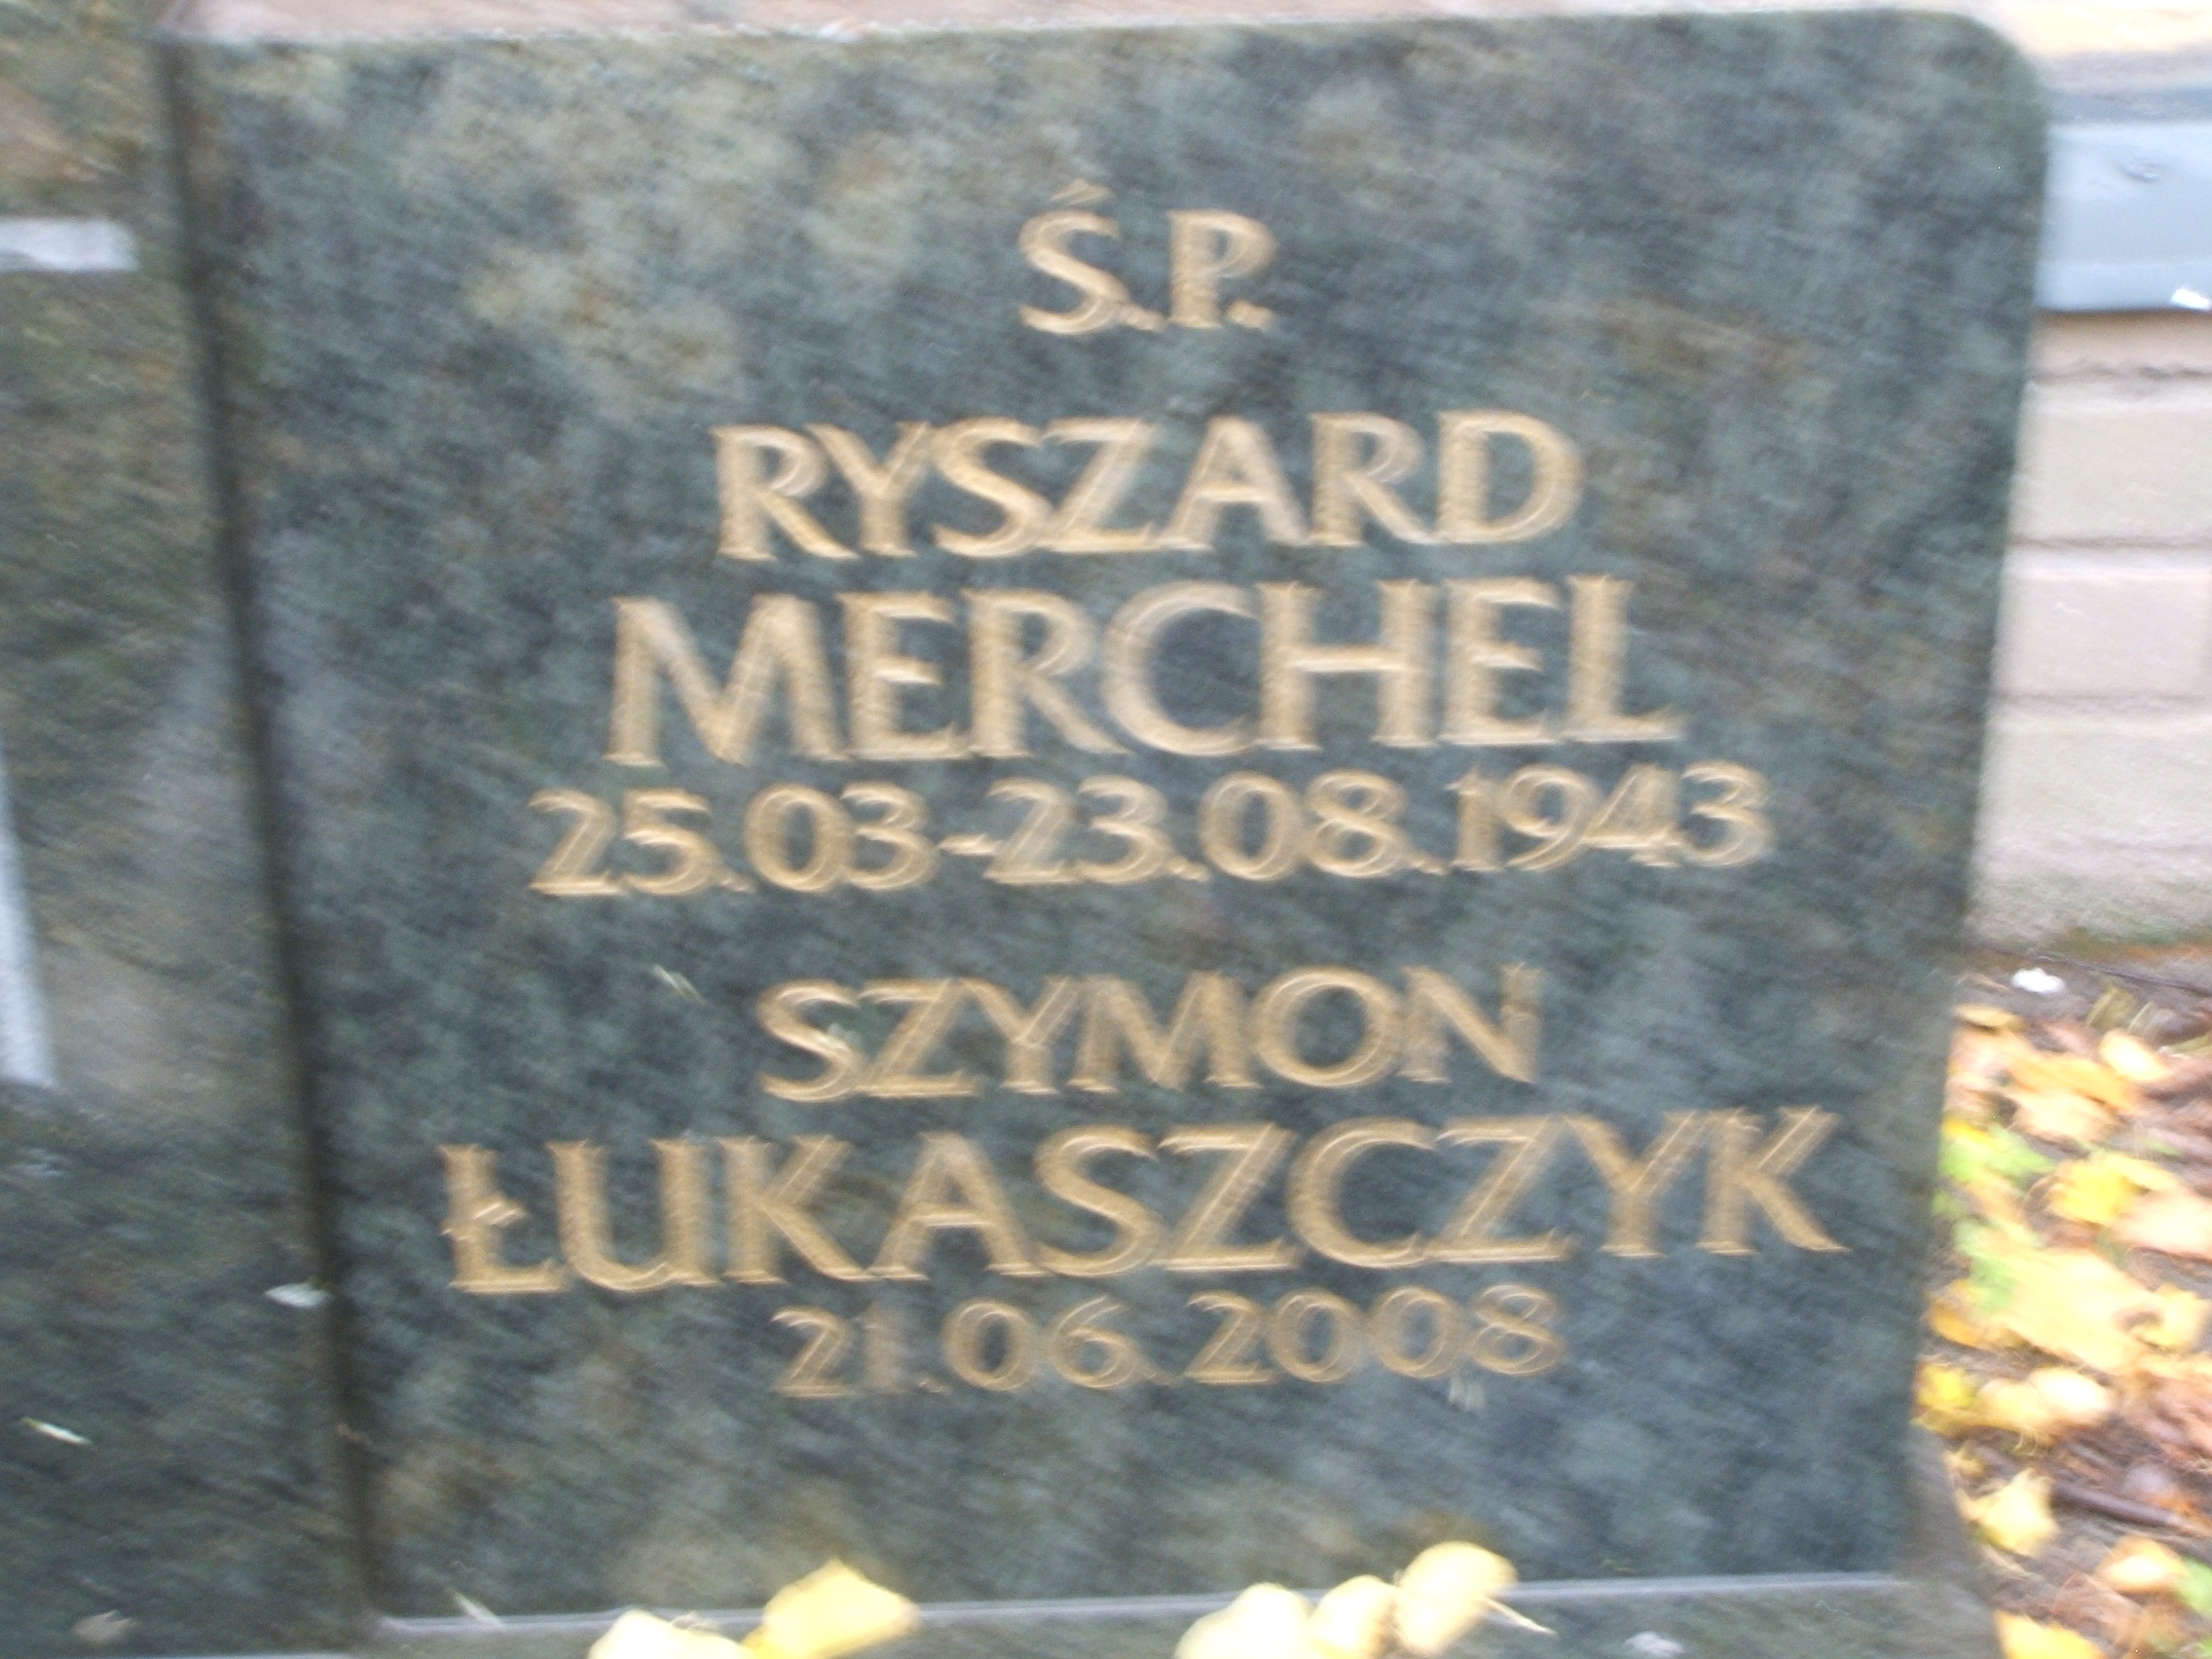 Ś.P.
RYSZARD
MERCHEL
25.03-23.08.1943
SZYMON
ŁUKASZCZYK
21.06.2008